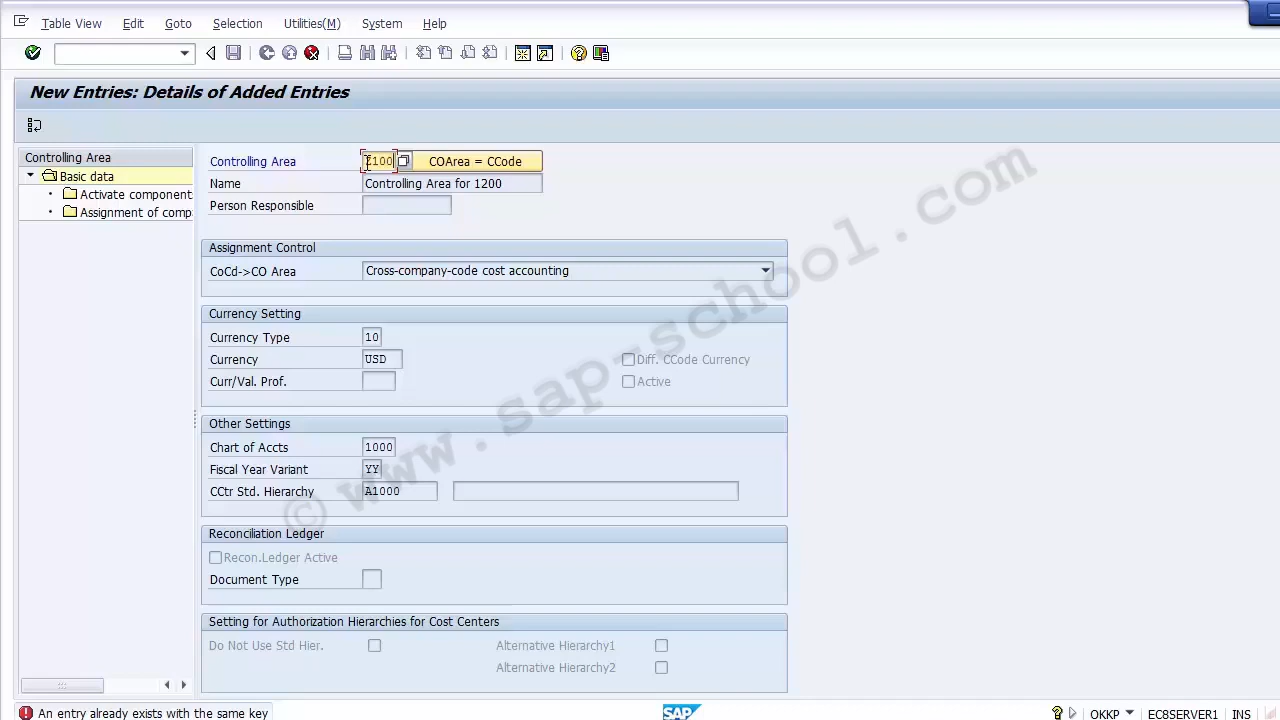 Table View Edit Goto Selection Utilities(M) System Help
New Entries: Details of Added Entries
Controlling Area
Basic data
Activate component
Assignment of comp
Controlling Area 1100 COArea = CCode
Name Controlling Area for 1200
Person Responsible
Assignment Control
CoCd->CO Area Cross-company-code cost accounting
Currency Setting
Currency Type 10
Currency USD Diff. CCode Currency
Curr/Val. Prof. Active
Other Settings
Chart of Accts 1000
Fiscal Year Variant YY
CCtr Std. Hierarchy A1000
Reconciliation Ledger
Recon.Ledger Active
Document Type
Setting for Authorization Hierarchies for Cost Centers
Do Not Use Std Hier. Alternative Hierarchy1
Alternative Hierarchy2
© www.sap-school.com
An entry already exists with the same key SAP OKKP EC8SERVER1 INS